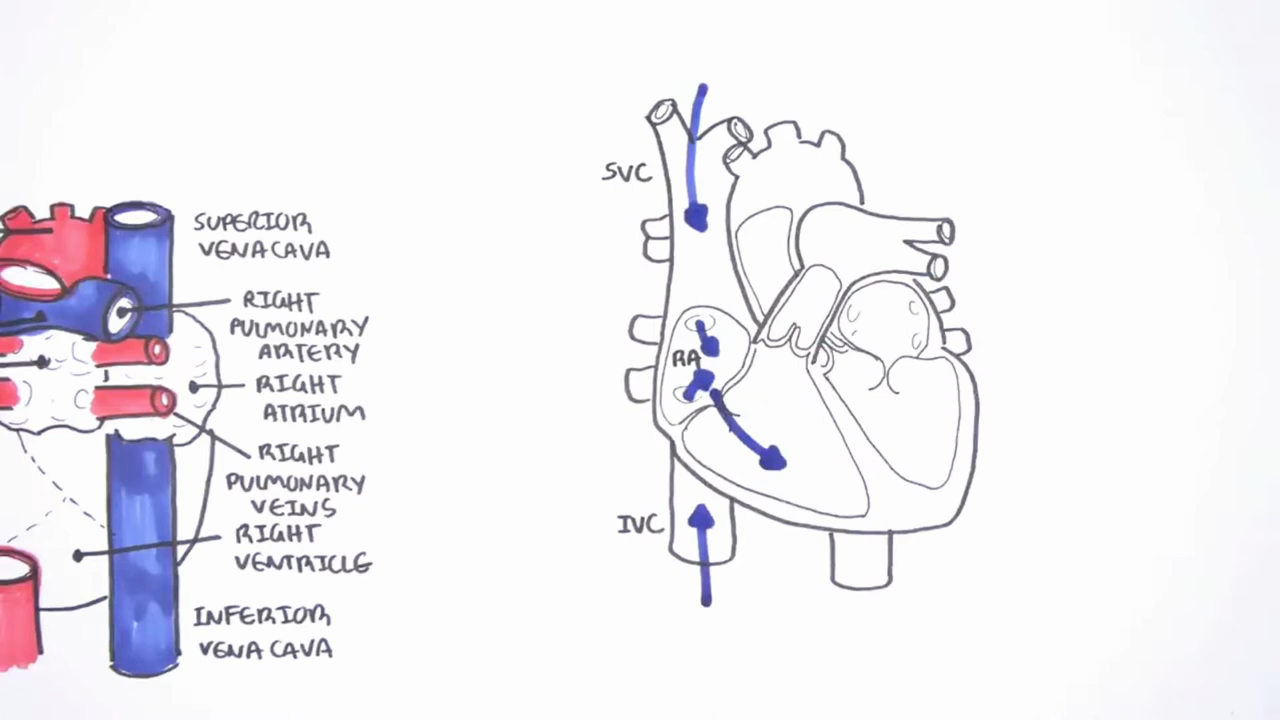 SUPERIOR
VENA CAVA
RIGHT
PULMONARY
ARTERY
RIGHT
ATRIUM
RIGHT
PULMONARY
VEINS
RIGHT
VENTRICLE
INFERIOR
VENA CAVA
SVC
RA
IVC